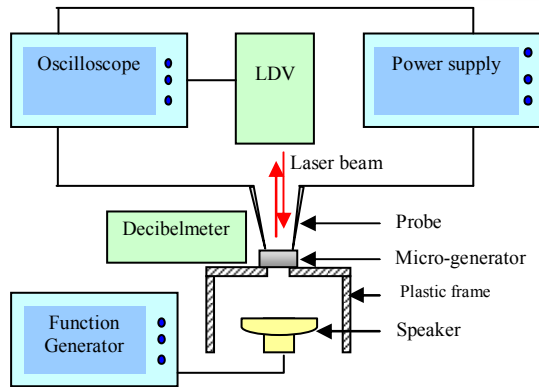 Oscilloscope
LDV
Power supply
Laser beam
Probe
Decibelmeter
Micro-generator
Plastic frame
Function
Generator
Speaker